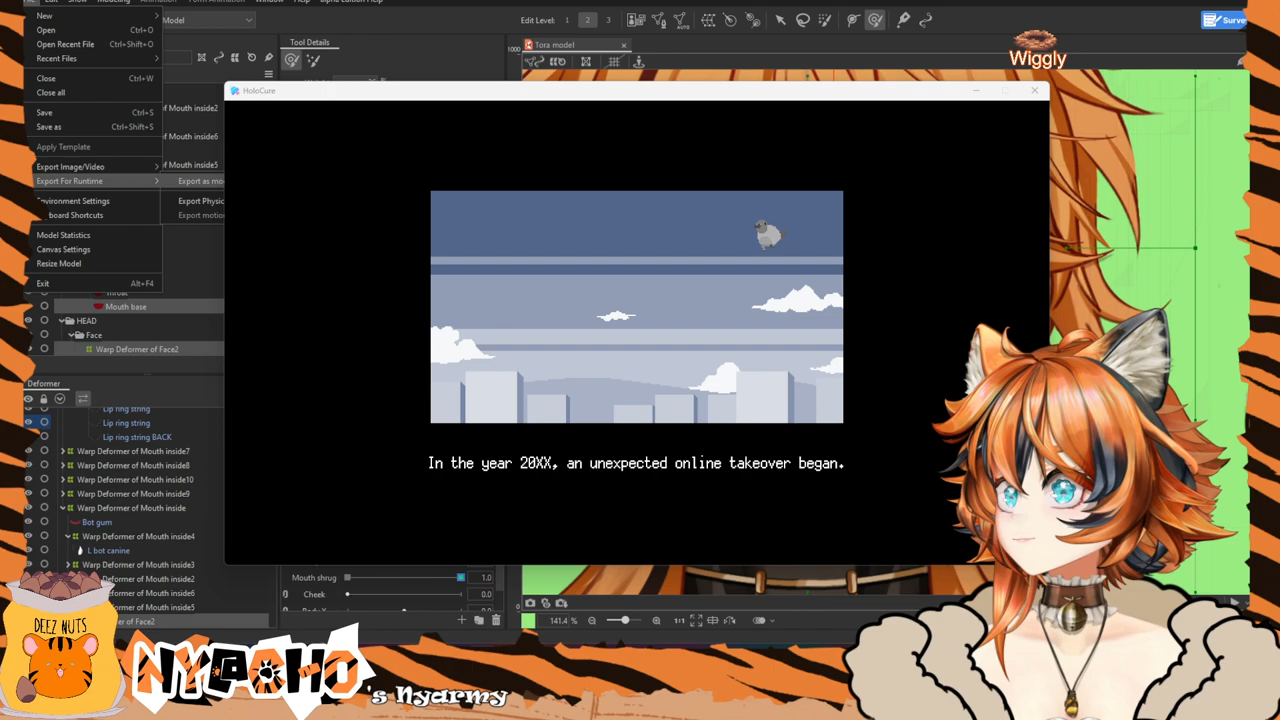 Model
Edit Level: 1 2 3
Surve
New
Open Ctrl+O
Open Recent File Ctrl+Shift+O
Recent Files
Close Ctrl+W
Close all
Save Ctrl+S
Save as Ctrl+Shift+S
Apply Template
Export Image/Video
Export For Runtime
Export as mo
Environment Settings
Export Physic
board Shortcuts
Export motion
Model Statistics
Canvas Settings
Resize Model
Exit Alt+F4
Tool Details
Tora model
Wiggly
HoloCure
of Mouth inside2
of Mouth inside6
of Mouth inside5
Mouth base
HEAD
Face
Warp Deformer of Face2
Deformer
Lip ring string
Lip ring string
Lip ring string BACK
Warp Deformer of Mouth inside7
Warp Deformer of Mouth inside8
Warp Deformer of Mouth inside10
Warp Deformer of Mouth inside9
Warp Deformer of Mouth inside
Bot gum
Warp Deformer of Mouth inside4
L bot canine
Warp Deformer of Mouth inside3
of Mouth inside2
of Mouth inside6
of Mouth inside5
of Face2
In the year 20XX, an unexpected online takeover began.
Mouth shrug 1.0
Cheek 0.0
141.4 %
1:1
DEEZ NUTS
NYAOHO
's Nyarmy